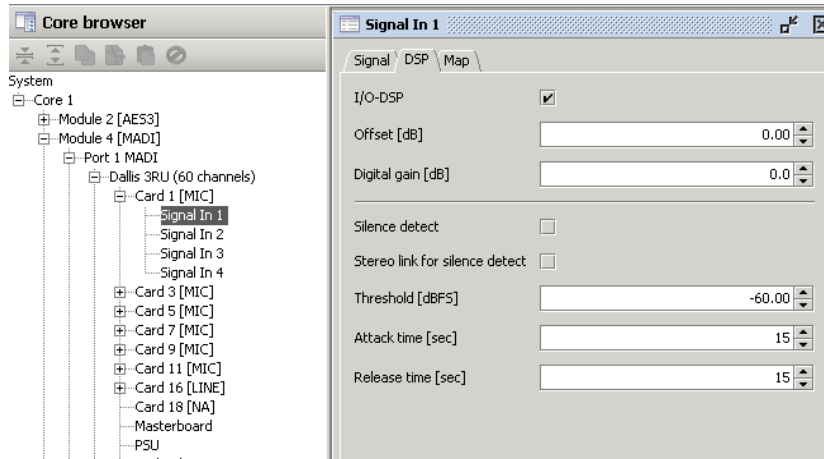 Core browser
System
Core 1
Module 2 [AES3]
Module 4 [MADI]
Port 1 MADI
Dallis 3RU (60 channels)
Card 1 [MIC]
Signal In 1
Signal In 2
Signal In 3
Signal In 4
Card 3 [MIC]
Card 5 [MIC]
Card 7 [MIC]
Card 9 [MIC]
Card 11 [MIC]
Card 16 [LINE]
Card 18 [NA]
Masterboard
PSU
Signal In 1
Signal DSP Map
I/O-DSP
Offset [dB] 0.00
Digital gain [dB] 0.0
Silence detect
Stereo link for silence detect
Threshold [dBFS] -60.00
Attack time [sec] 15
Release time [sec] 15